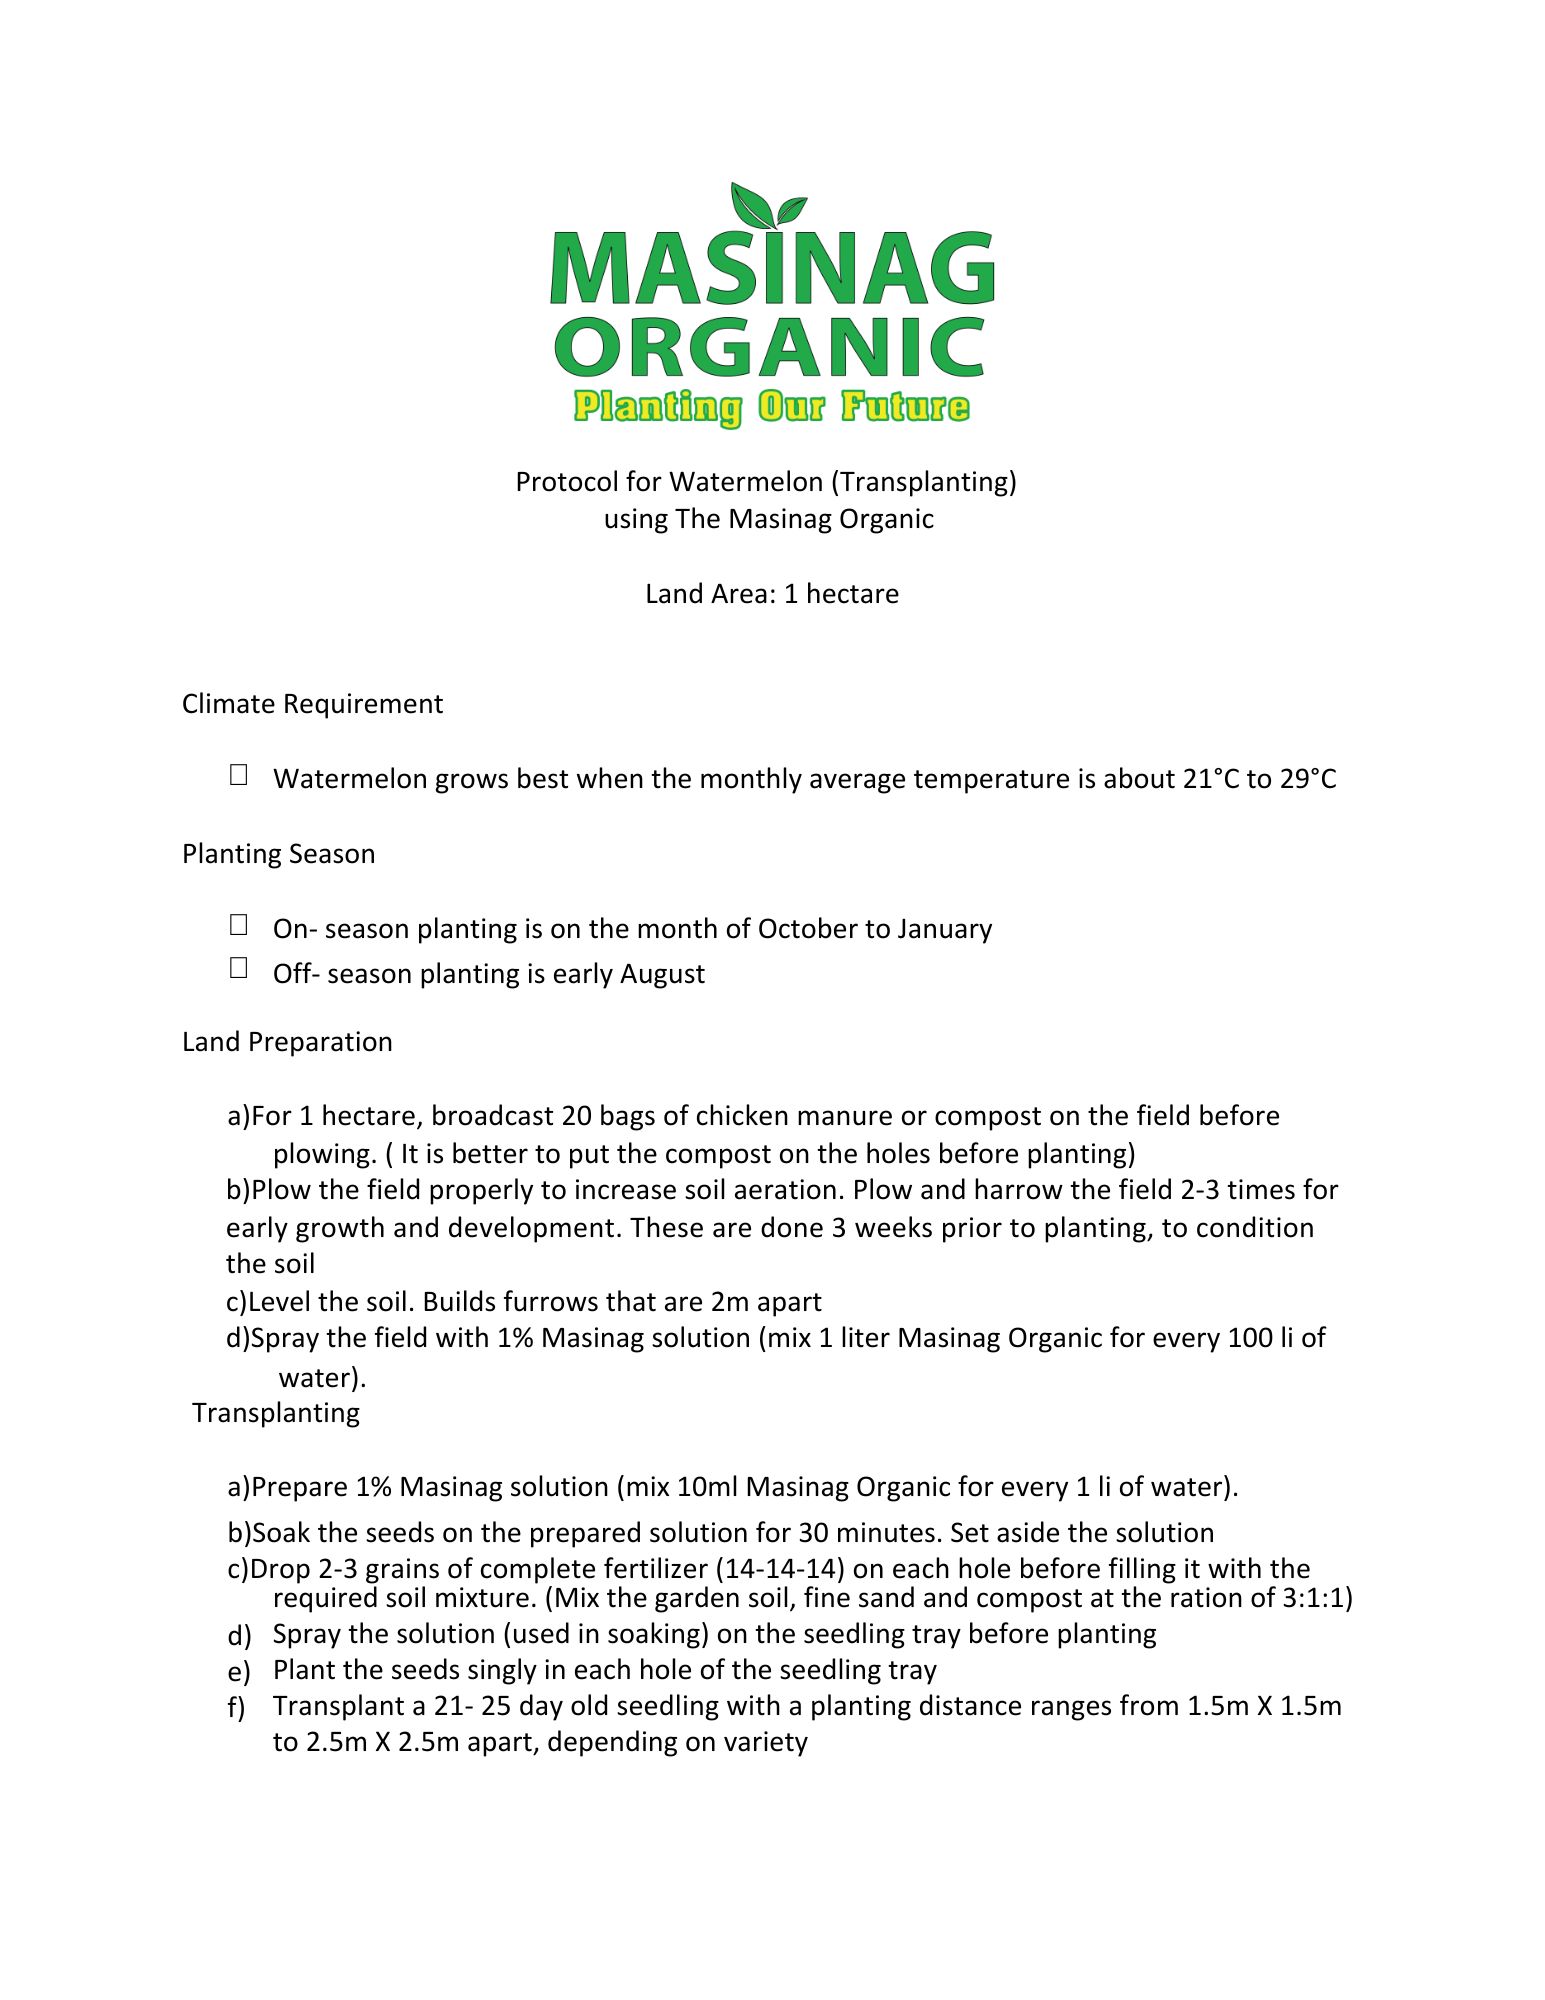 MASINAG
ORGANIC
Planting Our Future
Protocol for Watermelon (Transplanting)
using The Masinag Organic
Land Area: 1 hectare
Climate Requirement
Watermelon grows best when the monthly average temperature is about 21°C to 29°C
Planting Season
On- season planting is on the month of October to January
Off- season planting is early August
Land Preparation
a)For 1 hectare, broadcast 20 bags of chicken manure or compost on the field before
plowing. ( It is better to put the compost on the holes before planting)
b)Plow the field properly to increase soil aeration. Plow and harrow the field 2-3 times for
early growth and development. These are done 3 weeks prior to planting, to condition
the soil
c)Level the soil. Builds furrows that are 2m apart
d)Spray the field with 1% Masinag solution (mix 1 liter Masinag Organic for every 100 li of
water).
Transplanting
a)Prepare 1% Masinag solution (mix 10ml Masinag Organic for every 1 li of water).
b)Soak the seeds on the prepared solution for 30 minutes. Set aside the solution
c)Drop 2-3 grains of complete fertilizer (14-14-14) on each hole before filling it with the
required soil mixture. (Mix the garden soil, fine sand and compost at the ration of 3:1:1)
d) Spray the solution (used in soaking) on the seedling tray before planting
e) Plant the seeds singly in each hole of the seedling tray
f) Transplant a 21- 25 day old seedling with a planting distance ranges from 1.5m X 1.5m
to 2.5m X 2.5m apart, depending on variety